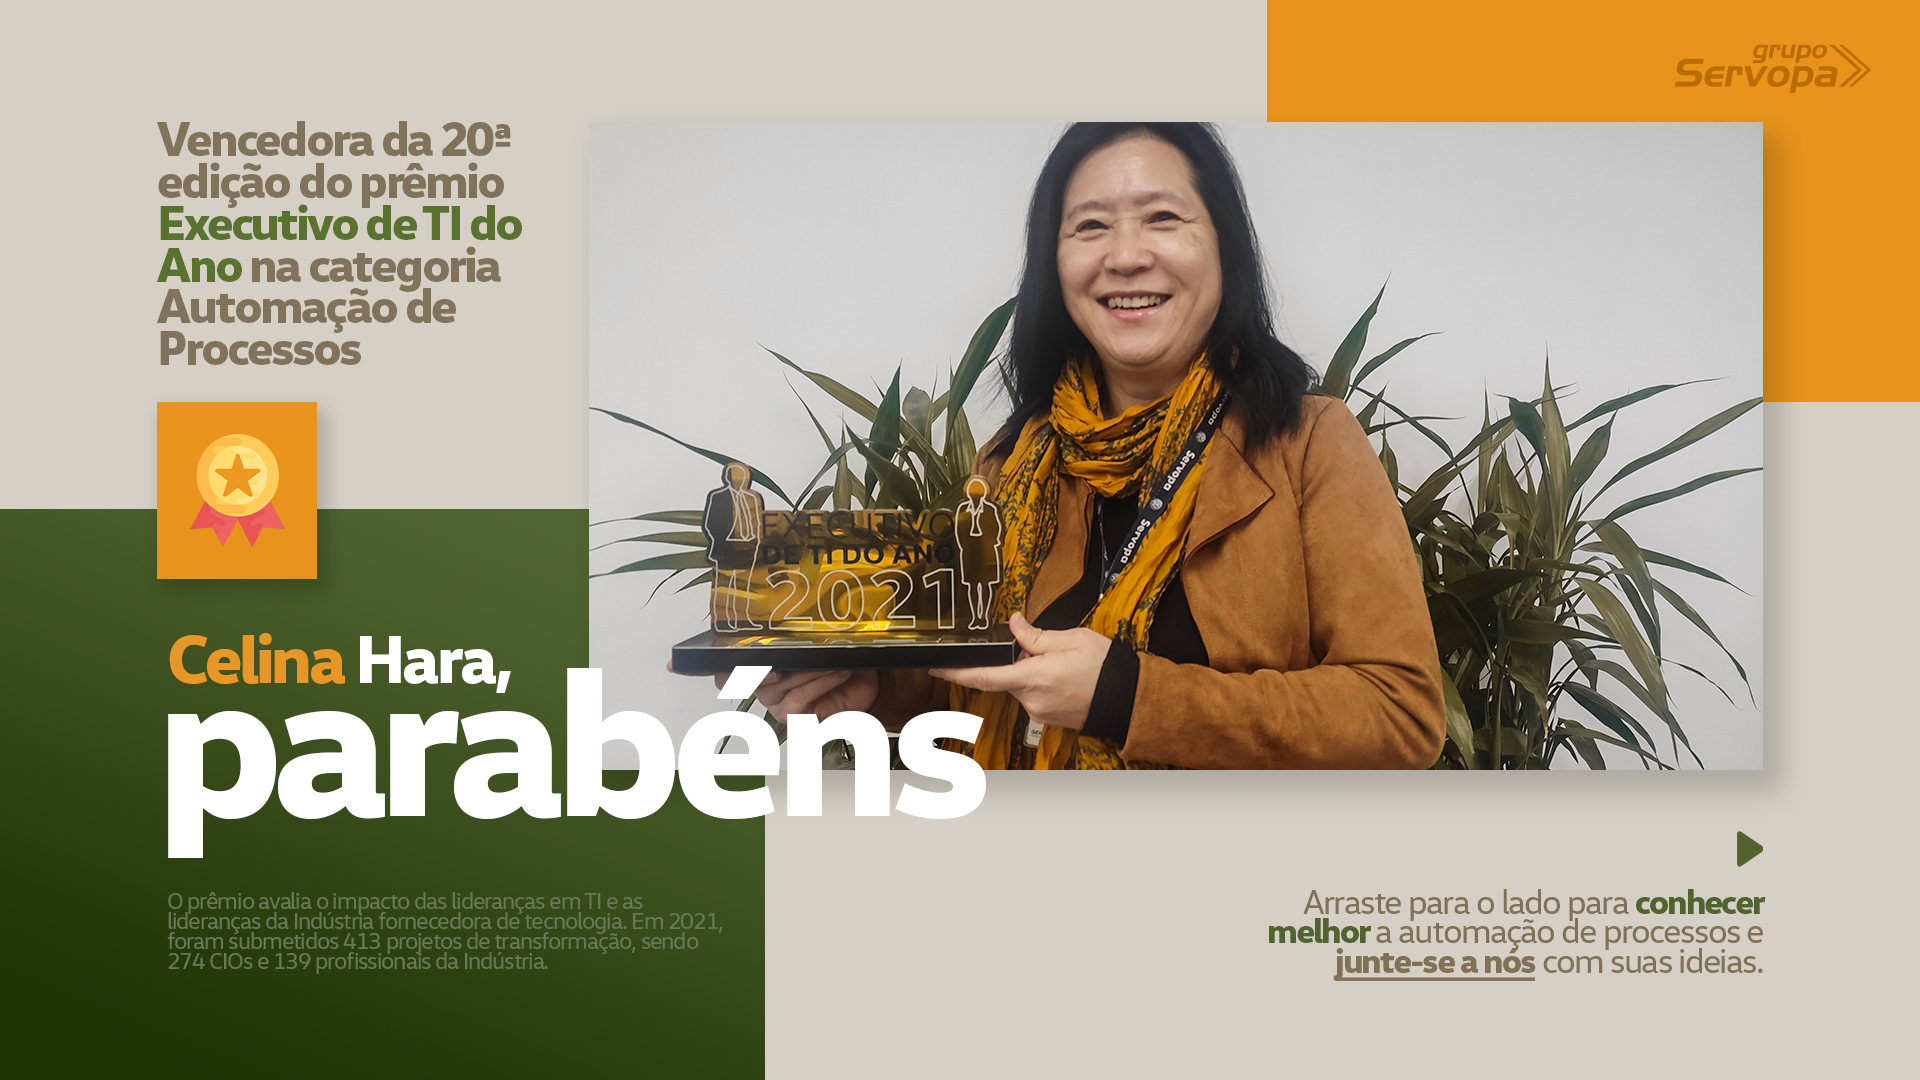 grupo
Servopa
Vencedora da 20ª
edição do prêmio
Executivo de TI do
Ano na categoria
Automação de
Processos
EXECUTIVO
DE TI DO ANO
2021
Servopa
Servopa
Servopa
Celina Hara,
parabéns
O prêmio avalia o impacto das lideranças em TI e as
lideranças da Indústria fornecedora de tecnologia. Em 2021,
foram submetidos 413 projetos de transformação, sendo
274 CIOs e 139 profissionais da Indústria.
Arraste para o lado para conhecer
melhor a automação de processos e
junte-se a nós com suas ideias.